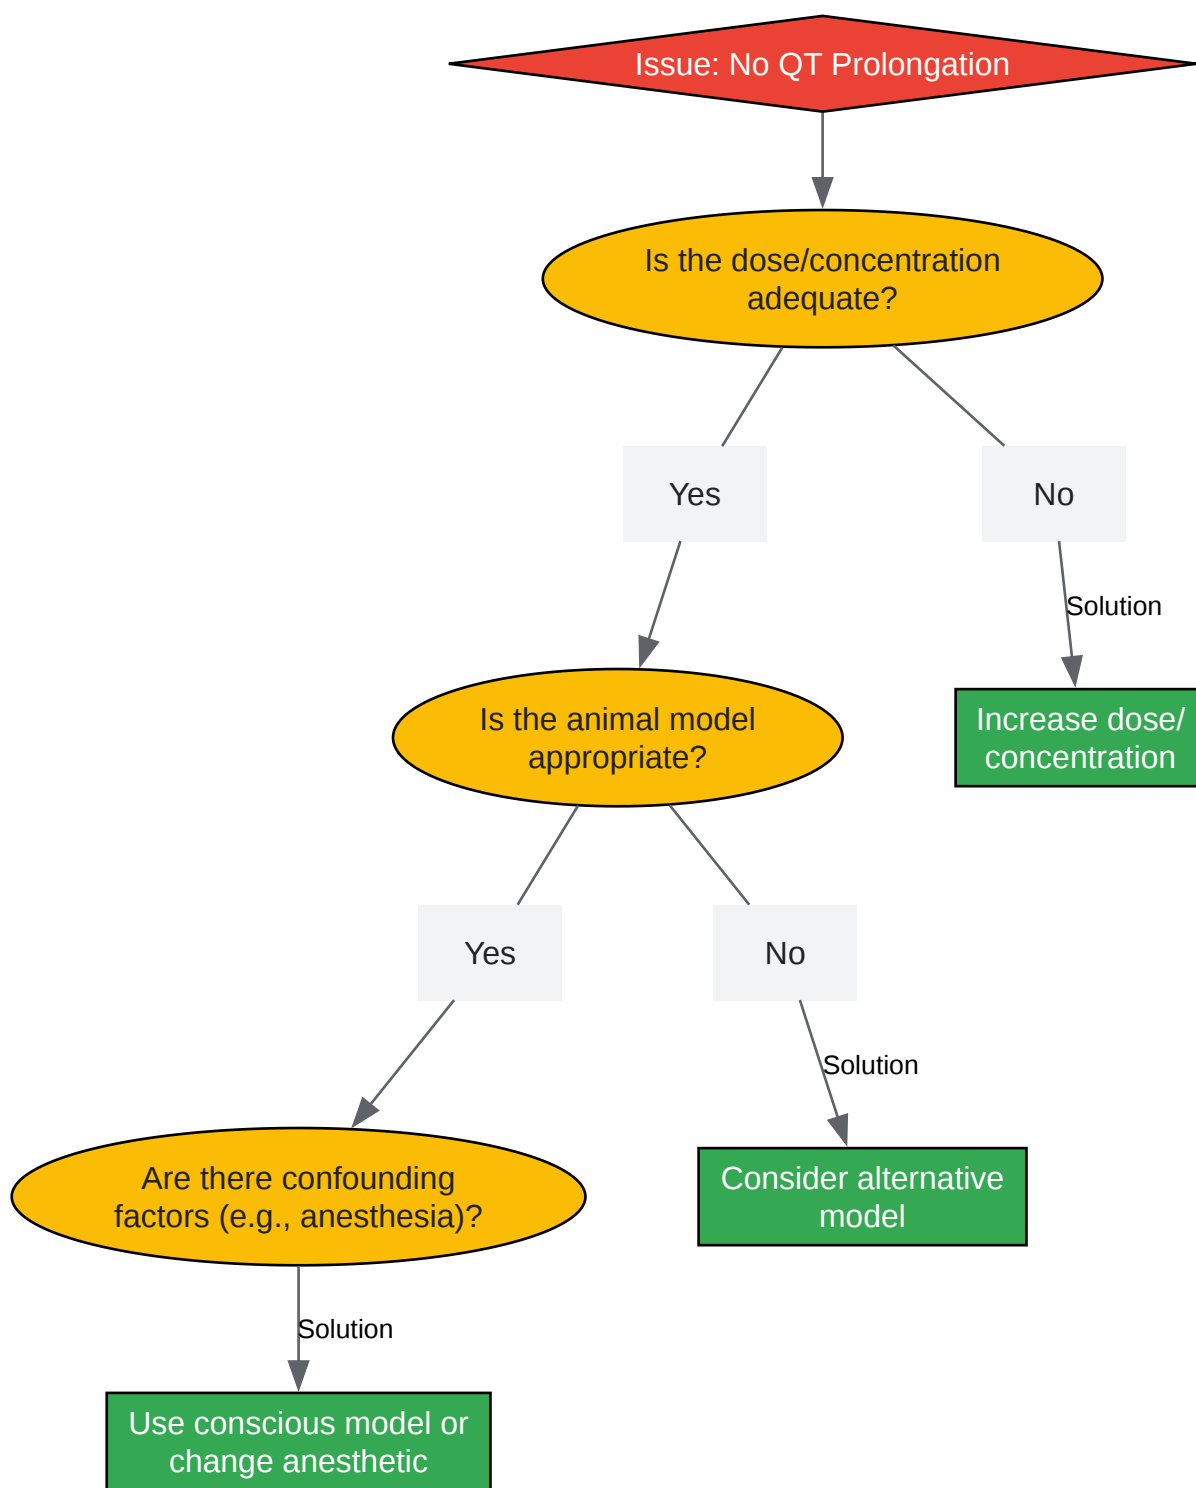 Issue: No QT Prolongation
Is the dose/concentration
adequate?
Yes
No
Solution
Is the animal model
appropriate?
Increase dose/
concentration
Yes
No
Solution
Are there confounding
factors (e.g., anesthesia)?
Consider alternative
model
Solution
Use conscious model or
change anesthetic